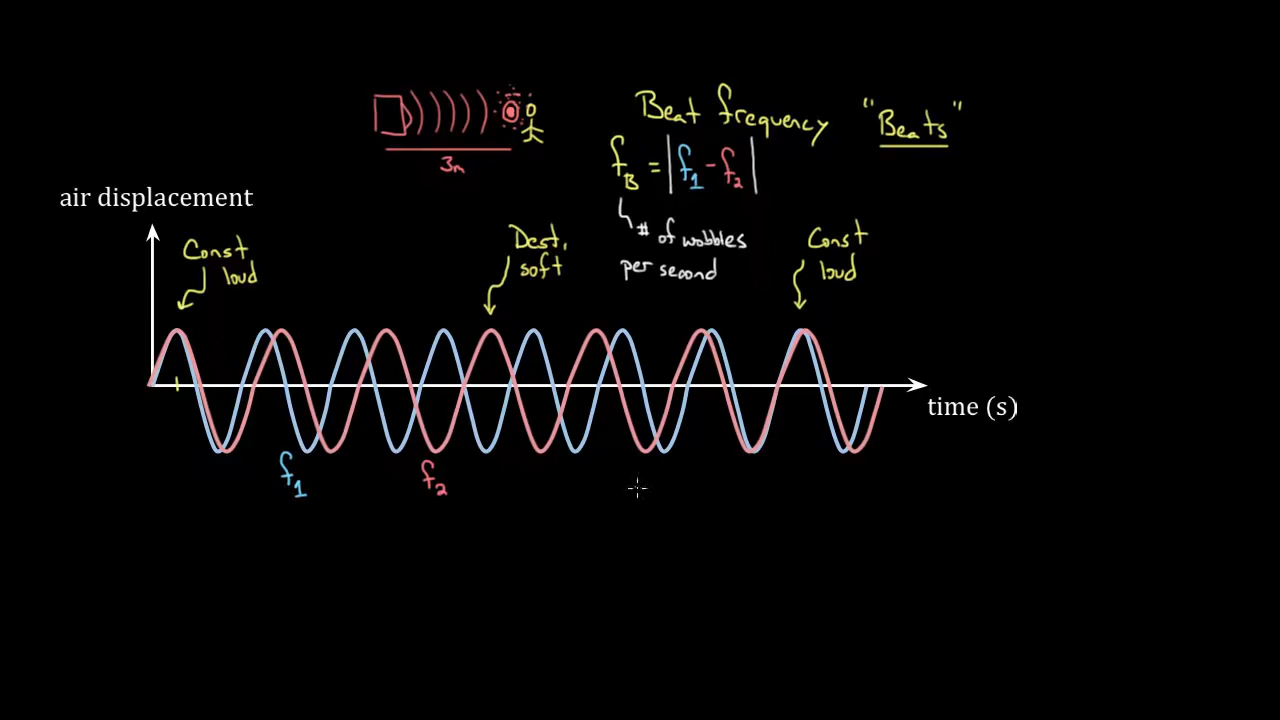 Beat frequency "Beats"
f_B = |f_1 - f_2|
3m
air displacement
Const
loud
Dest.
soft
# of wobbles
per second
Const
loud
time (s)
f_1
f_2